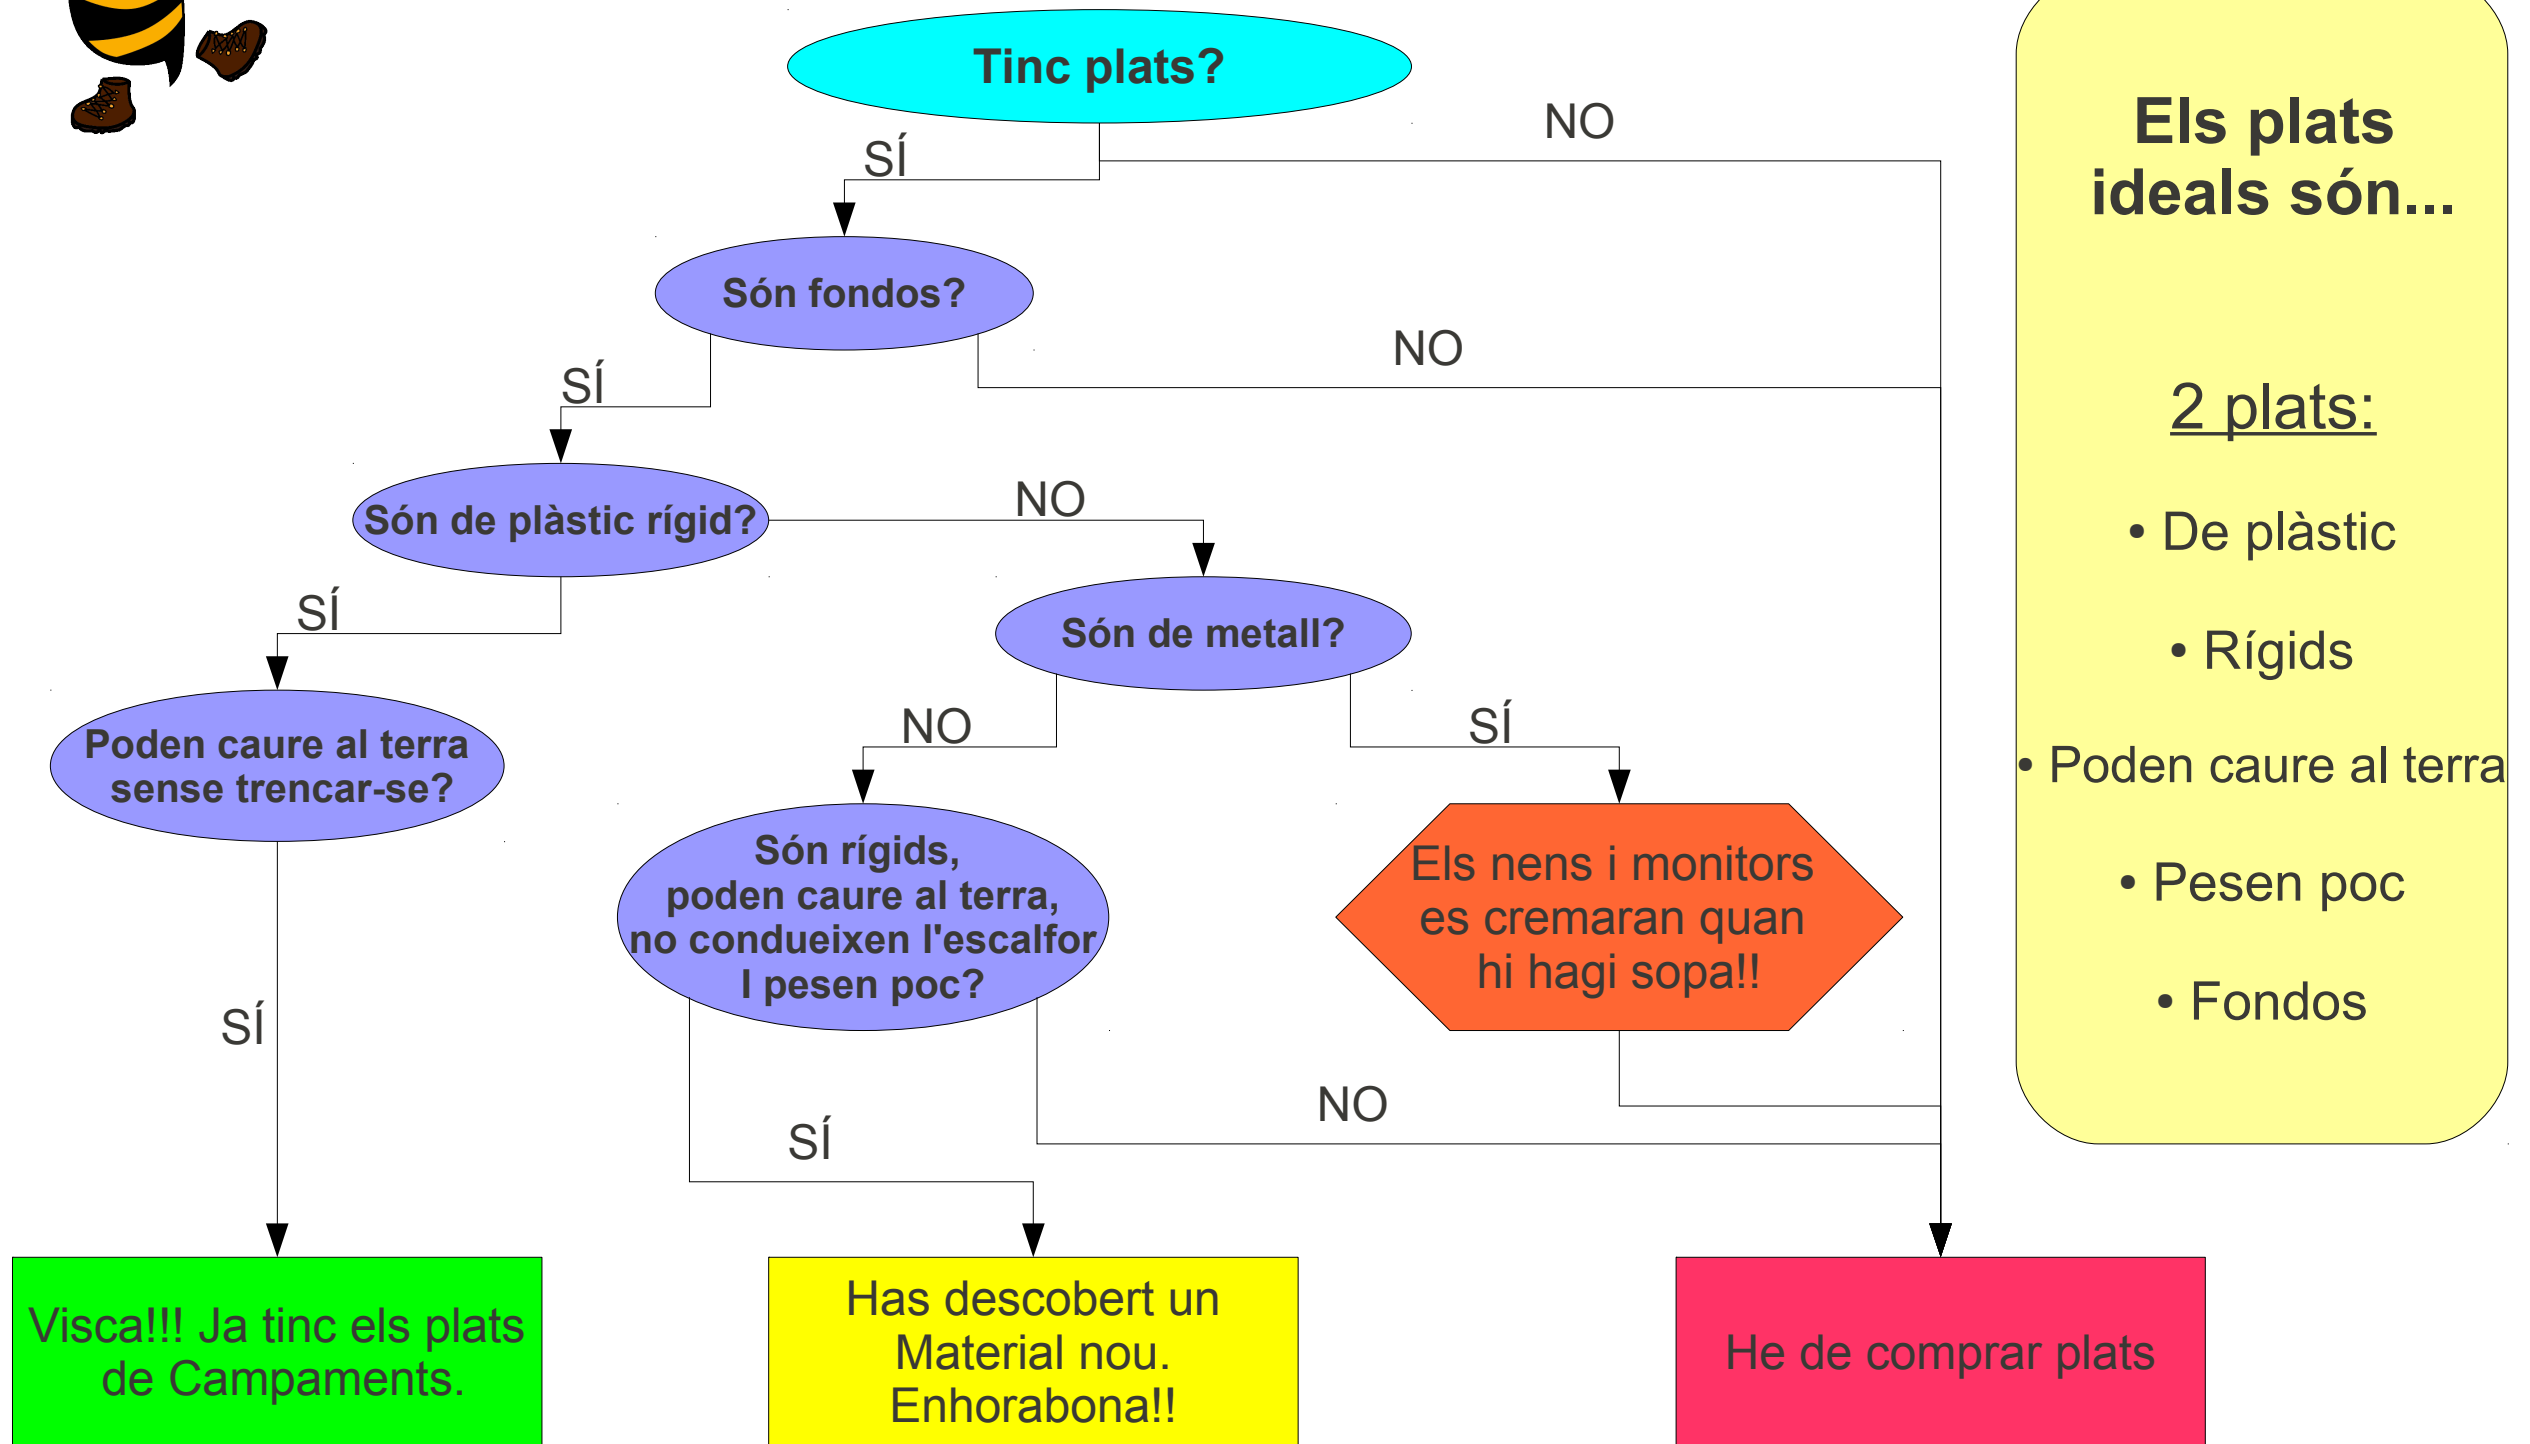 Tinc plats?
NO
SÍ
Són fondos?
NO
SÍ
Són de plàstic rígid?
NO
SÍ
Són de metall?
NO
SÍ
Poden caure al terra
sense trencar-se?
Són rígids,
poden caure al terra,
no condueixen l'escalfor
I pesen poc?
Els nens i monitors
es cremaran quan
hi hagi sopa!!
SÍ
SÍ
NO
Visca!!! Ja tinc els plats
de Campaments.
Has descobert un
Material nou.
Enhorabona!!
He de comprar plats
Els plats
ideals són...
2 plats:
• De plàstic
• Rígids
• Poden caure al terra
• Pesen poc
• Fondos